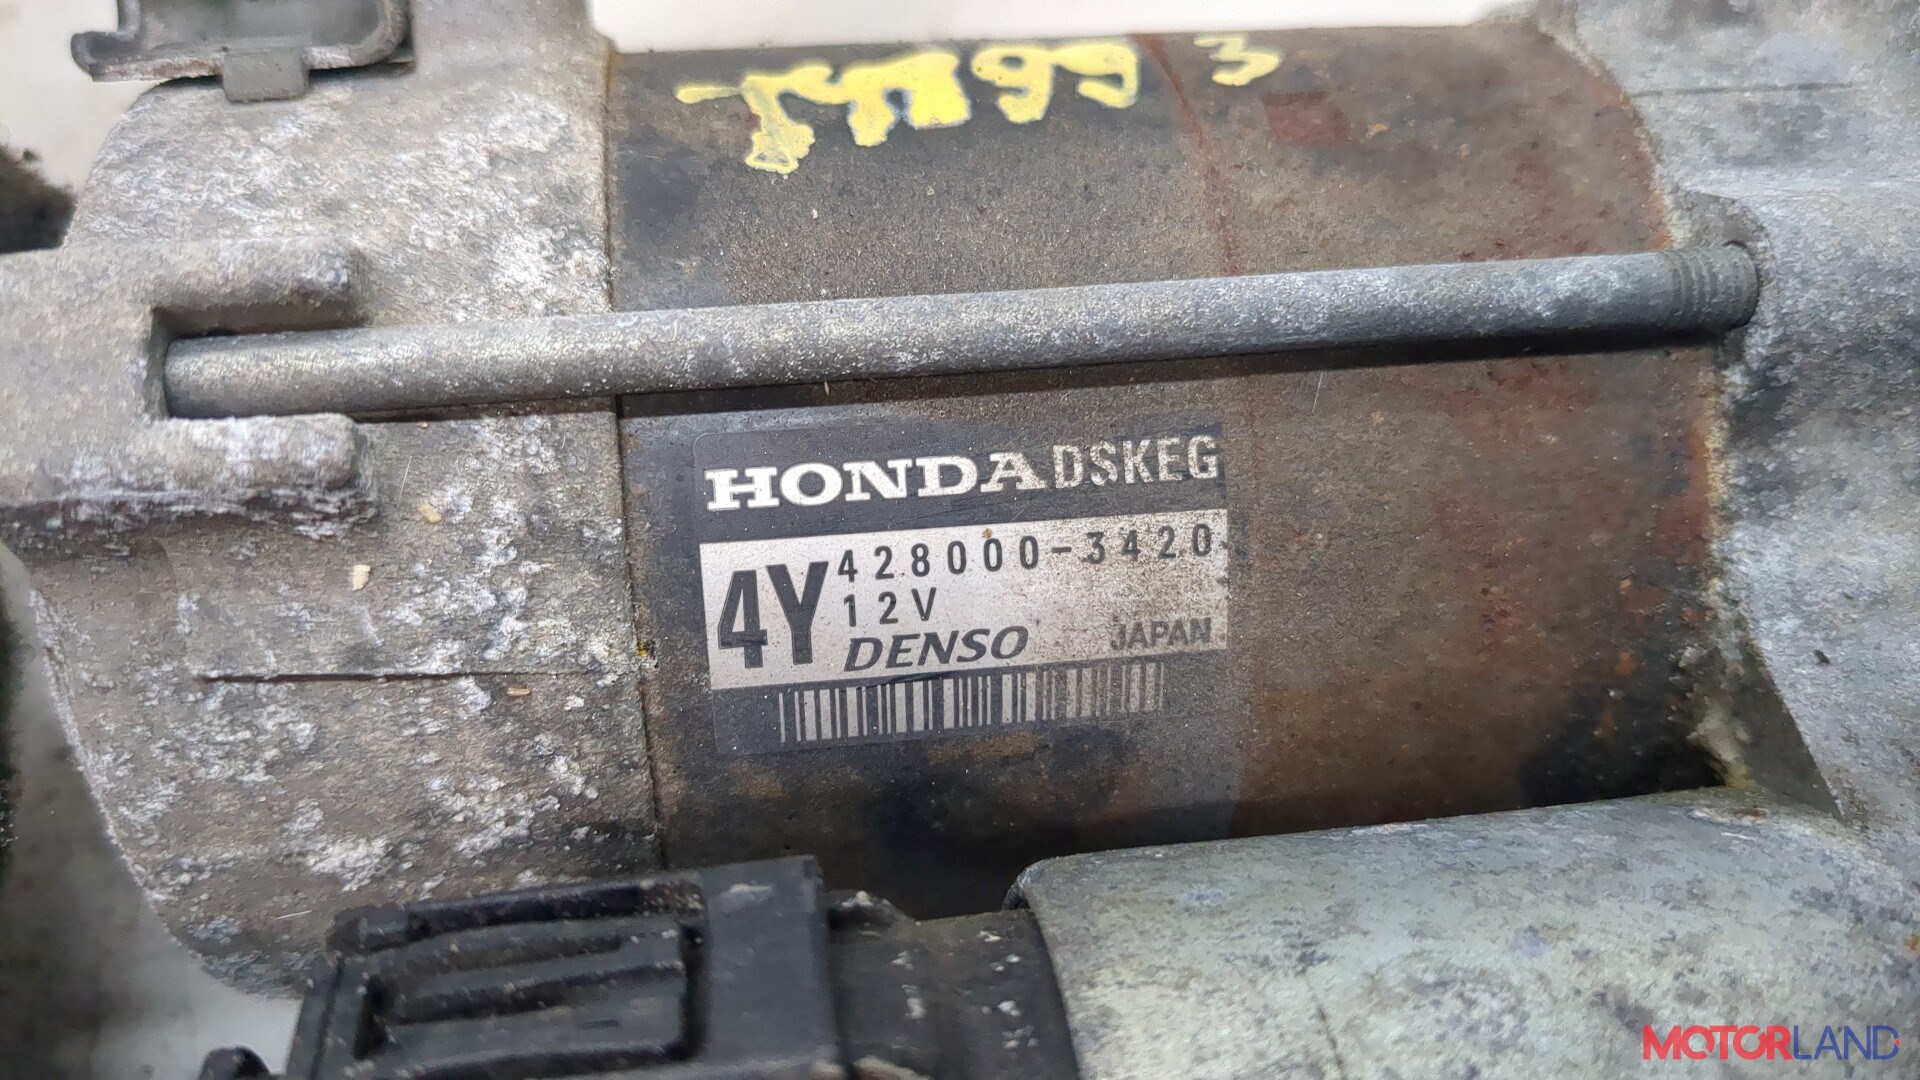 HONDA DSKEG
4Y 428000-3420
12V
DENSO JAPAN
MOTORLAND